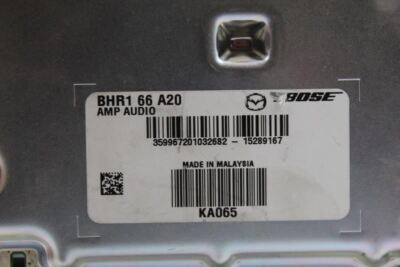 BHR1 66 A20
BOSE
AMP AUDIO
359967201032682 - 15289167
MADE IN MALAYSIA
KA065